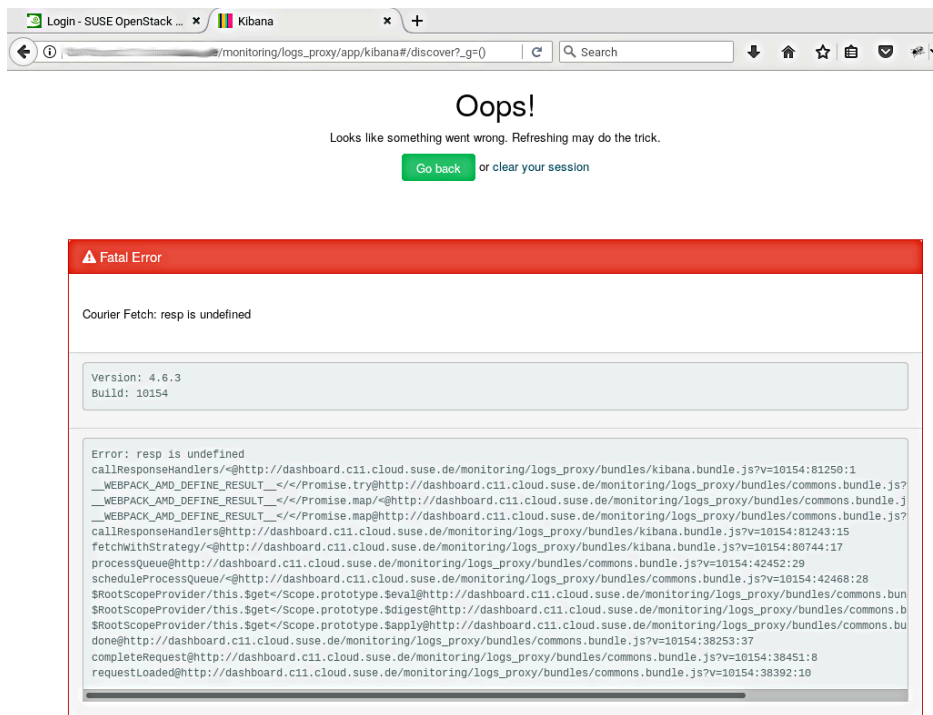 Login - SUSE OpenStack ...
Kibana
/monitoring/logs_proxy/app/kibana#/discover?_g=()
Search
Oops!
Looks like something went wrong. Refreshing may do the trick.
Go back or clear your session
Fatal Error
Courier Fetch: resp is undefined
Version: 4.6.3
Build: 10154
Error: resp is undefined
callResponseHandlers/<@http://dashboard.c11.cloud.suse.de/monitoring/logs_proxy/bundles/kibana.bundle.js?v=10154:81250:1
__WEBPACK_AMD_DEFINE_RESULT__</</Promise.try@http://dashboard.c11.cloud.suse.de/monitoring/logs_proxy/bundles/commons.bundle.js?
__WEBPACK_AMD_DEFINE_RESULT__</</Promise.map/<@http://dashboard.c11.cloud.suse.de/monitoring/logs_proxy/bundles/commons.bundle.j
__WEBPACK_AMD_DEFINE_RESULT__</</Promise.map@http://dashboard.c11.cloud.suse.de/monitoring/logs_proxy/bundles/commons.bundle.js?
callResponseHandlers@http://dashboard.c11.cloud.suse.de/monitoring/logs_proxy/bundles/kibana.bundle.js?v=10154:81243:15
fetchWithStrategy/<@http://dashboard.c11.cloud.suse.de/monitoring/logs_proxy/bundles/kibana.bundle.js?v=10154:80744:17
processQueue@http://dashboard.c11.cloud.suse.de/monitoring/logs_proxy/bundles/commons.bundle.js?v=10154:42452:29
scheduleProcessQueue/<@http://dashboard.c11.cloud.suse.de/monitoring/logs_proxy/bundles/commons.bundle.js?v=10154:42468:28
$RootScopeProvider/this.$get</Scope.prototype.$eval@http://dashboard.c11.cloud.suse.de/monitoring/logs_proxy/bundles/commons.bun
$RootScopeProvider/this.$get</Scope.prototype.$digest@http://dashboard.c11.cloud.suse.de/monitoring/logs_proxy/bundles/commons.b
$RootScopeProvider/this.$get</Scope.prototype.$apply@http://dashboard.c11.cloud.suse.de/monitoring/logs_proxy/bundles/commons.bu
done@http://dashboard.c11.cloud.suse.de/monitoring/logs_proxy/bundles/commons.bundle.js?v=10154:38253:37
completeRequest@http://dashboard.c11.cloud.suse.de/monitoring/logs_proxy/bundles/commons.bundle.js?v=10154:38451:8
requestLoaded@http://dashboard.c11.cloud.suse.de/monitoring/logs_proxy/bundles/commons.bundle.js?v=10154:38392:10